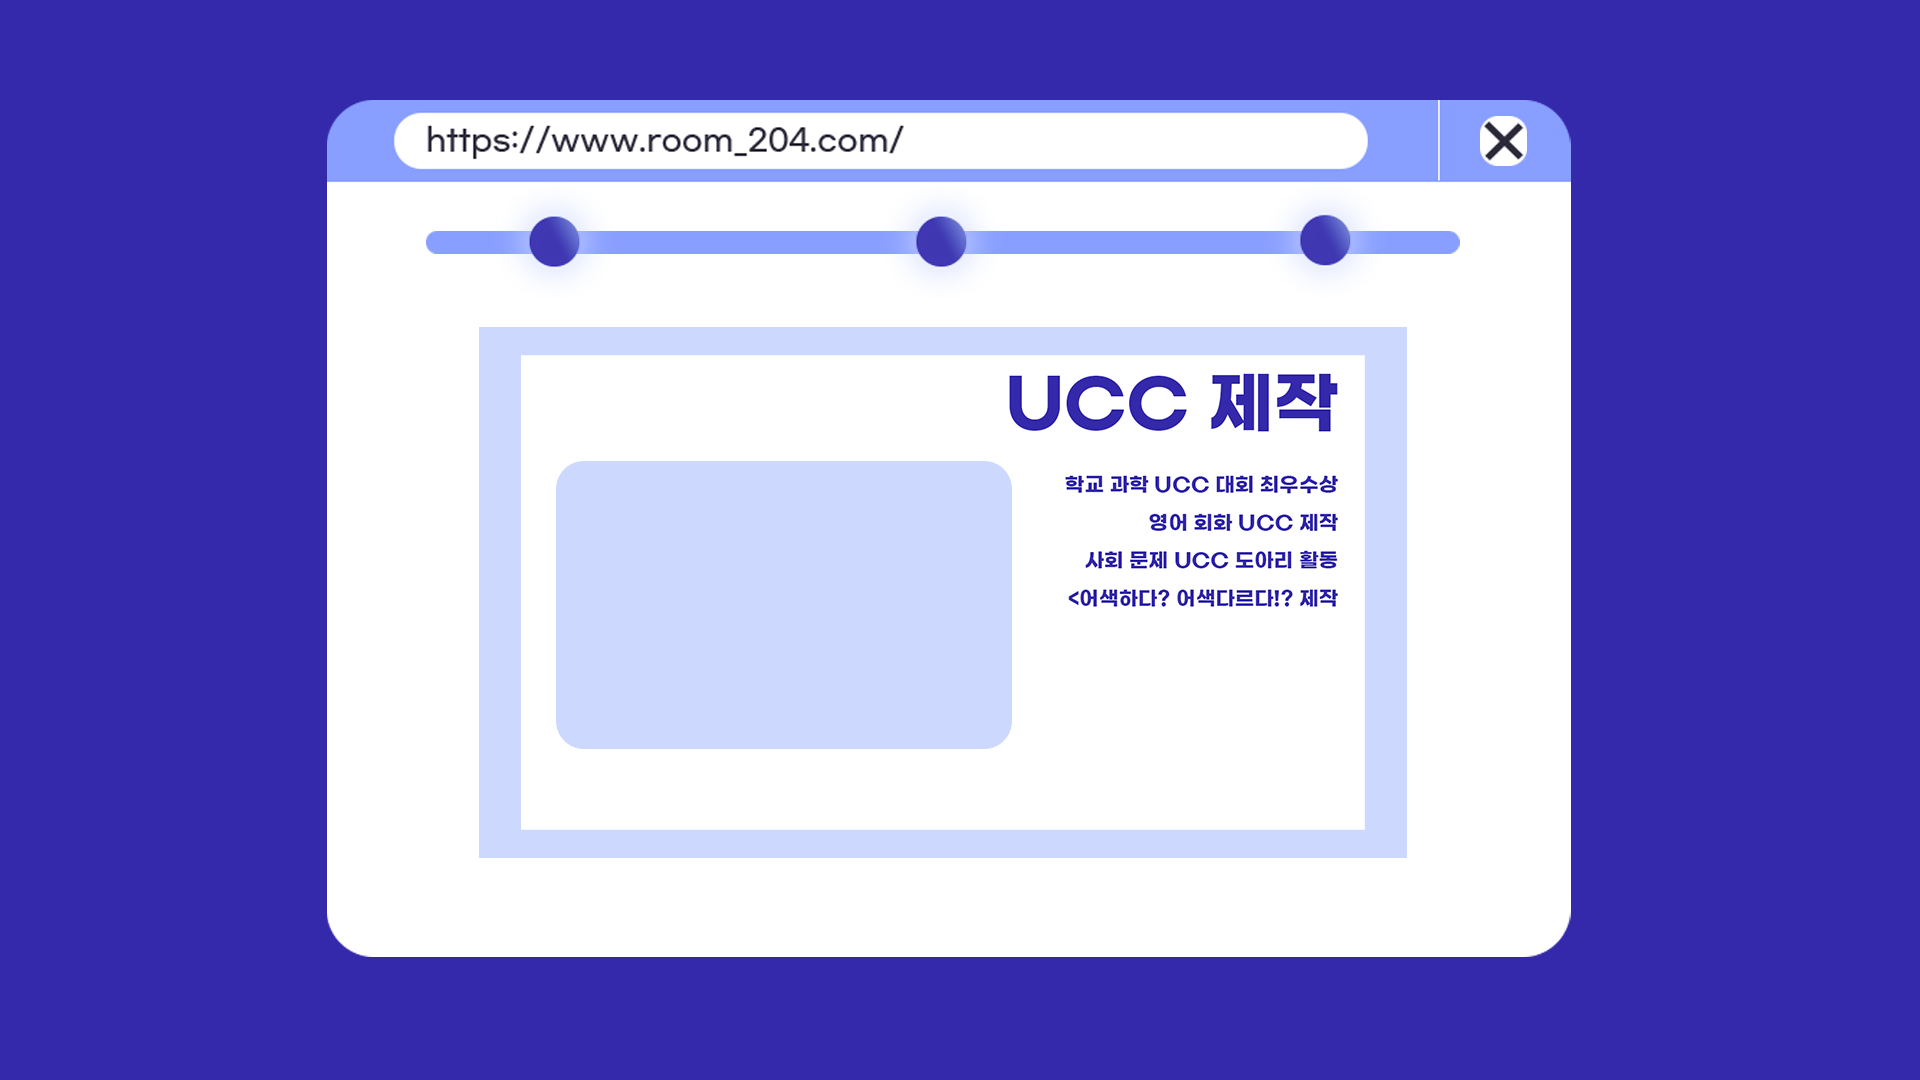 https://www.room_204.com/
UCC 제작
학교 과학 UCC 대회 최우수상
영어 회화 UCC 제작
사회 문제 UCC 도아리 활동
<어색하다? 어색다르다!? 제작